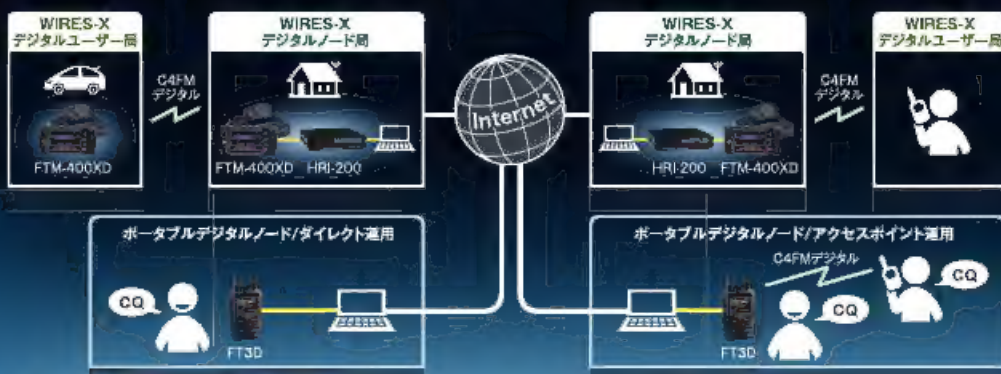 WIRES-X
デジタルユーザー局
C4FM
デジタル
FTM-400XD
WIRES-X
デジタルノード局
FTM-400XD HRI-200
Internet
WIRES-X
デジタルノード局
HRI-200 FTM-400XD
C4FM
デジタル
WIRES-X
デジタルユーザー局
ポータブルデジタルノード/ダイレクト運用
CQ
FT3D
ポータブルデジタルノード/アクセスポイント運用
C4FMデジタル
CQ
CQ
FT3D